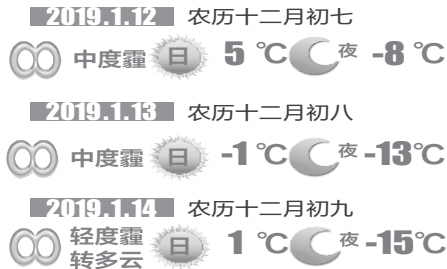 2019.1.12 农历十二月初七
中度霾 日 5 ℃ 夜 -8 ℃
2019.1.13 农历十二月初八
中度霾 日 -1 ℃ 夜 -13℃
2019.1.14 农历十二月初九
轻度霾
转多云 日 1 ℃ 夜 -15℃